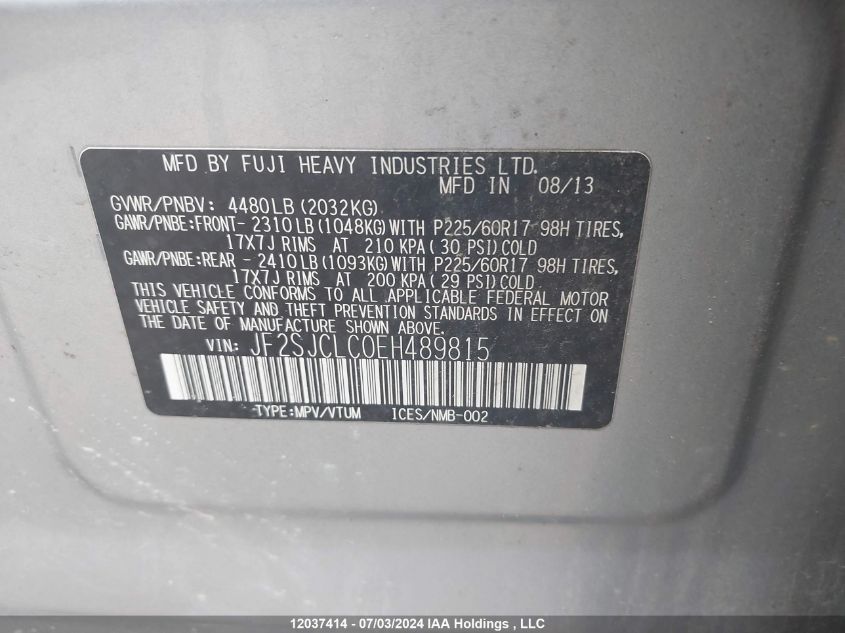 MFD BY FUJI HEAVY INDUSTRIES LTD.
MFD IN 08/13
GVWR/PNBV: 4480LB(2032KG)
GAWR/PNBE:FRONT- 2310LB(1048KG)WITH P225/60R17 98H TIRES,
17X7J RIMS AT 210 KPA( 30 PSI)COLD
GAWR/PNBE:REAR - 2410LB(1093KG)WITH P225/60R17 98H TIRES,
17X7J RIMS AT 200 KPA( 29 PSI)COLD
THIS VEHICLE CONFORMS TO ALL APPLICABLE FEDERAL MOTOR
VEHICLE SAFETY AND THEFT PREVENTION STANDARDS IN EFFECT ON
THE DATE OF MANUFACTURE SHOWN ABOVE.
VIN: JF2SJCLC0EH489815
TYPE:MPV/VTUM ICES/NMB-002
12037414 - 07/03/2024 IAA Holdings , LLC